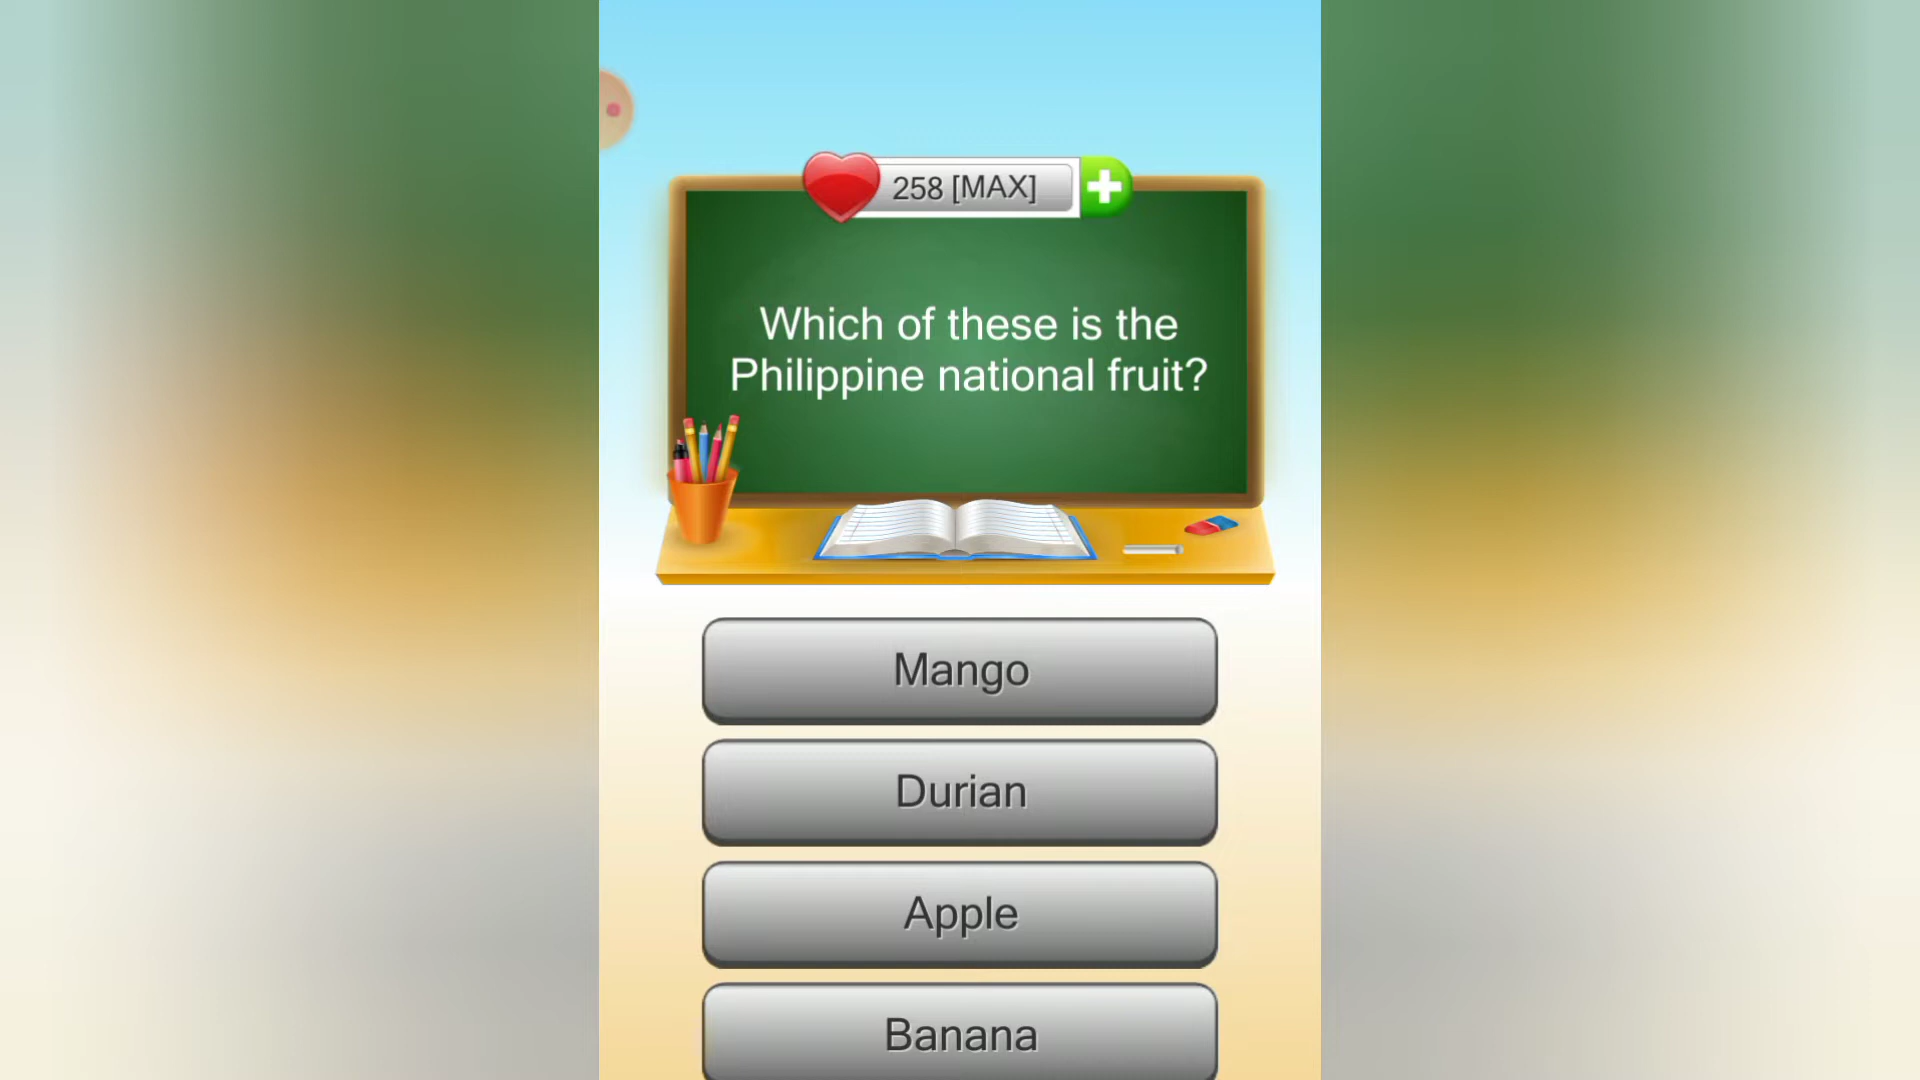 258 [MAX]
Which of these is the
Philippine national fruit?
Mango
Durian
Apple
Banana